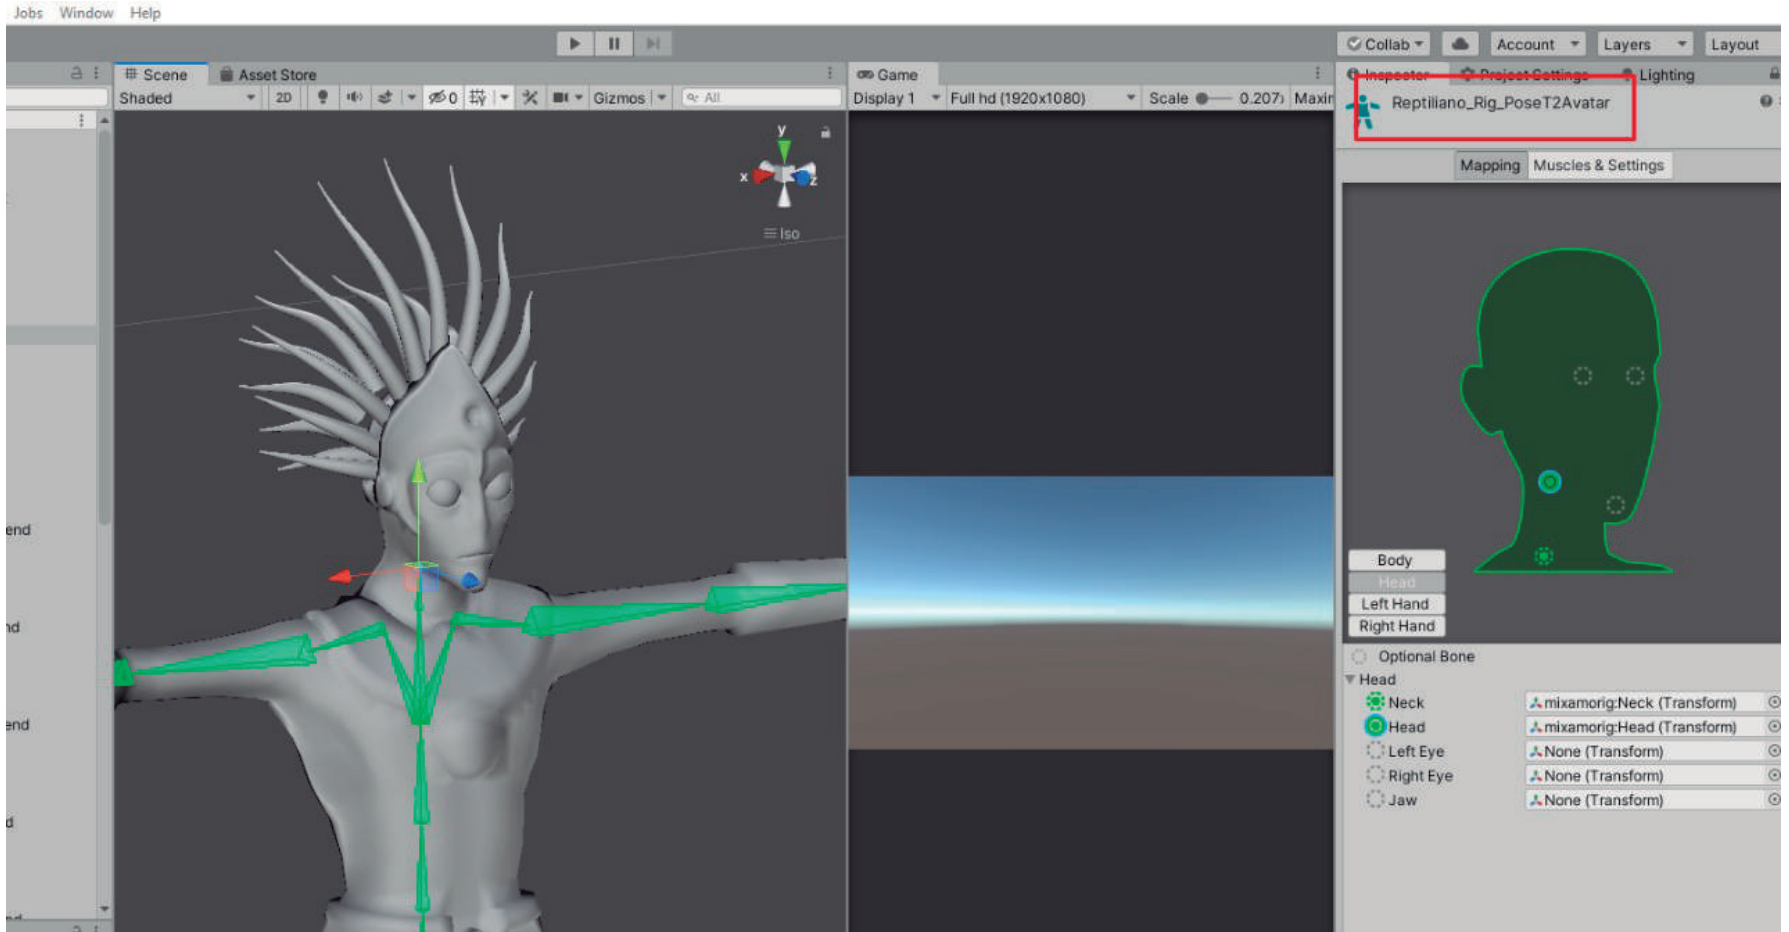 Jobs Window Help
Collab Account Layers Layout
Scene Asset Store
Game
Inspector Project Settings Lighting
Shaded 2D 0 Gizmos All
Display 1 Full hd (1920x1080) Scale 0.207
Reptiliano_Rig_PoseT2Avatar
Mapping Muscles & Settings
y
x z
Iso
end
nd
end
d
Body
Head
Left Hand
Right Hand
Optional Bone
Head
Neck mixamorig:Neck (Transform)
Head mixamorig:Head (Transform)
Left Eye None (Transform)
Right Eye None (Transform)
Jaw None (Transform)